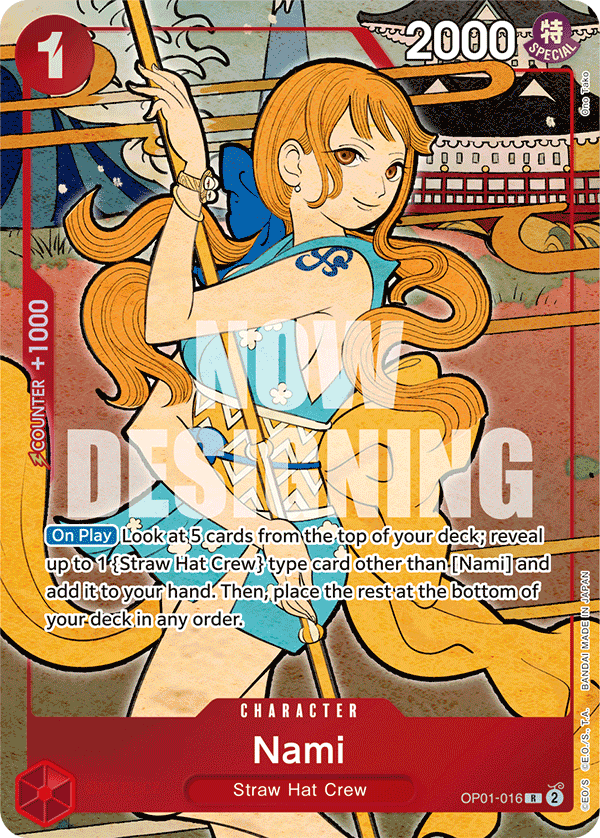 1
2000
特
SPECIAL
Ono Tako
COUNTER +1000
NOW
DESIGNING
On Play Look at 5 cards from the top of your deck; reveal
up to 1 {Straw Hat Crew} type card other than [Nami] and
add it to your hand. Then, place the rest at the bottom of
your deck in any order.
CHARACTER
Nami
Straw Hat Crew
OP01-016 R 2
©E.O/S ©E.O./S., T.A. BANDAI MADE IN JAPAN